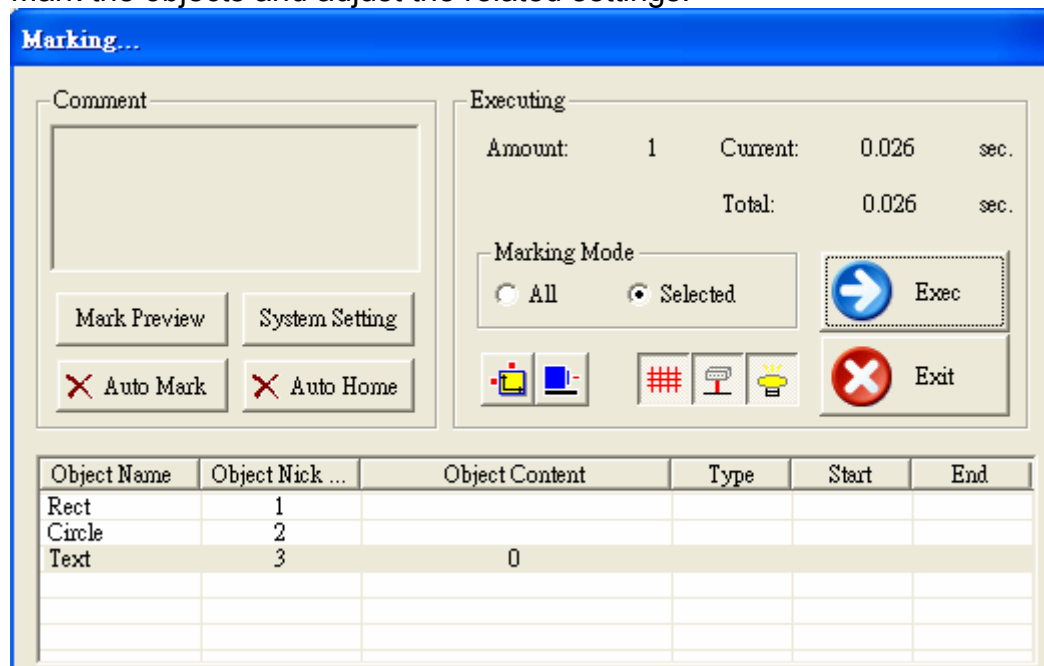 Marking...
Comment
Executing
Amount: 1 Current: 0.026 sec.
Total: 0.026 sec.
Marking Mode
All Selected
Exec
Mark Preview System Setting
Auto Mark Auto Home
Exit
Object Name Object Nick ... Object Content Type Start End
Rect 1
Circle 2
Text 3 0